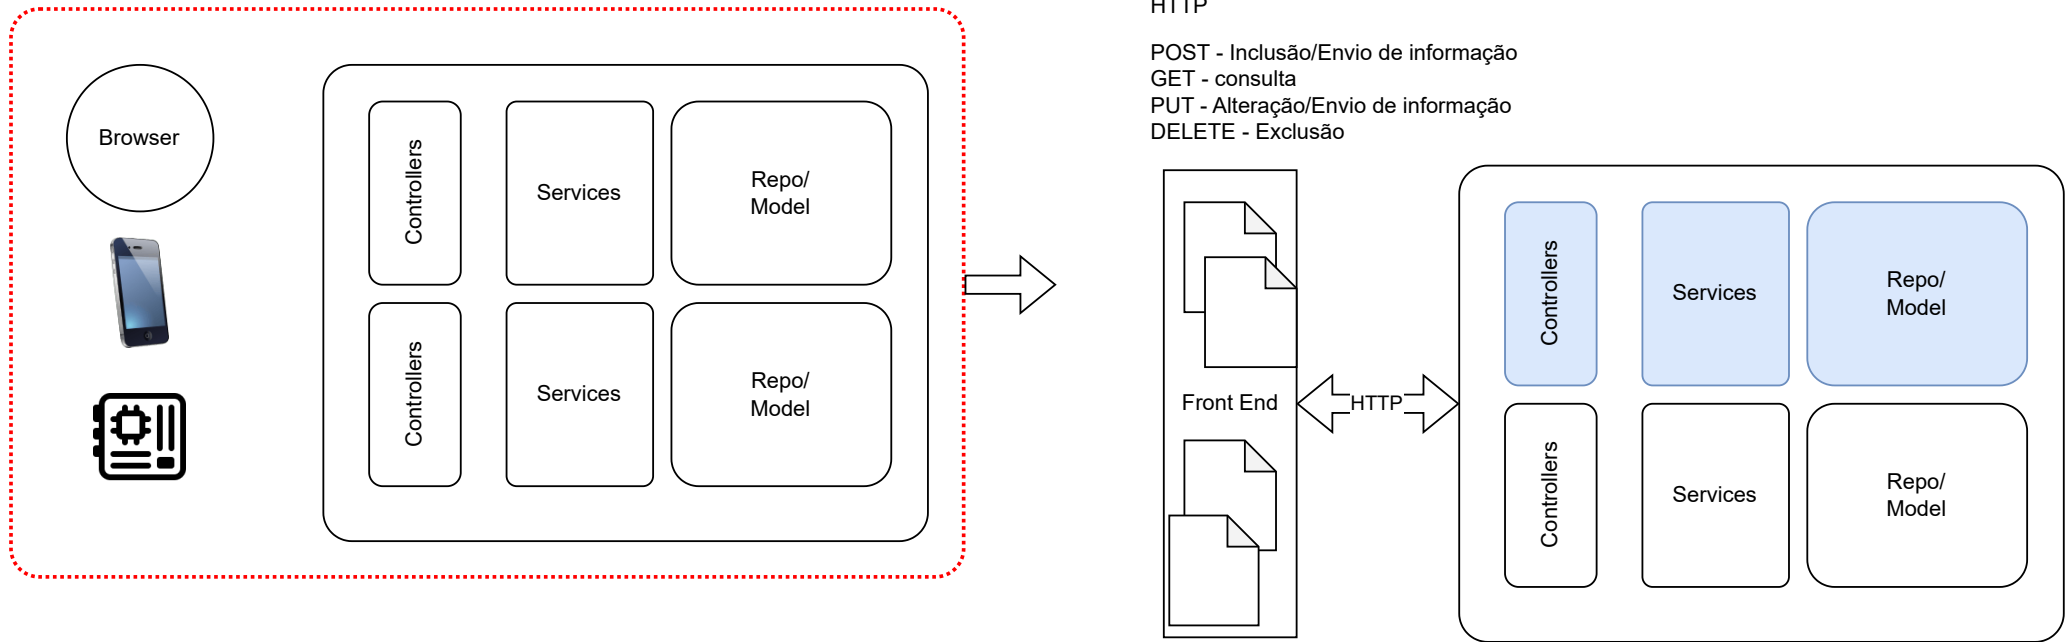 Browser
Controllers
Services
Repo/
Model
Controllers
Services
Repo/
Model
HTTP
POST - Inclusão/Envio de informação
GET - consulta
PUT - Alteração/Envio de informação
DELETE - Exclusão
Front End
HTTP
Controllers
Services
Repo/
Model
Controllers
Services
Repo/
Model